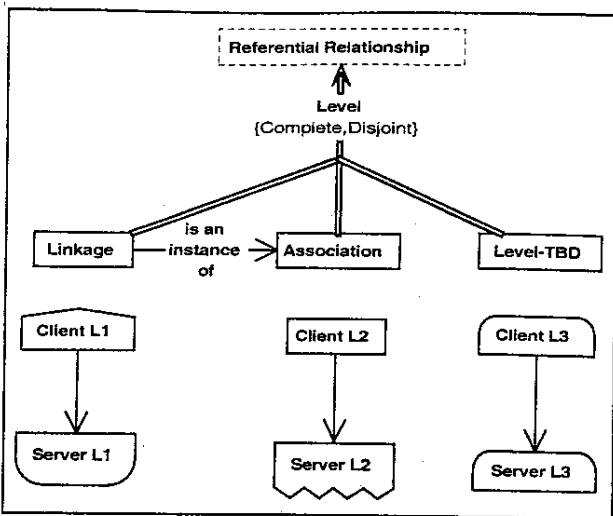 Referential Relationship
Level
{Complete,Disjoint}
is an
Linkage
instance
Association
Level-TBD
of
Client L1
Client L2
Client L3
Server L1
Server L2
Server L3